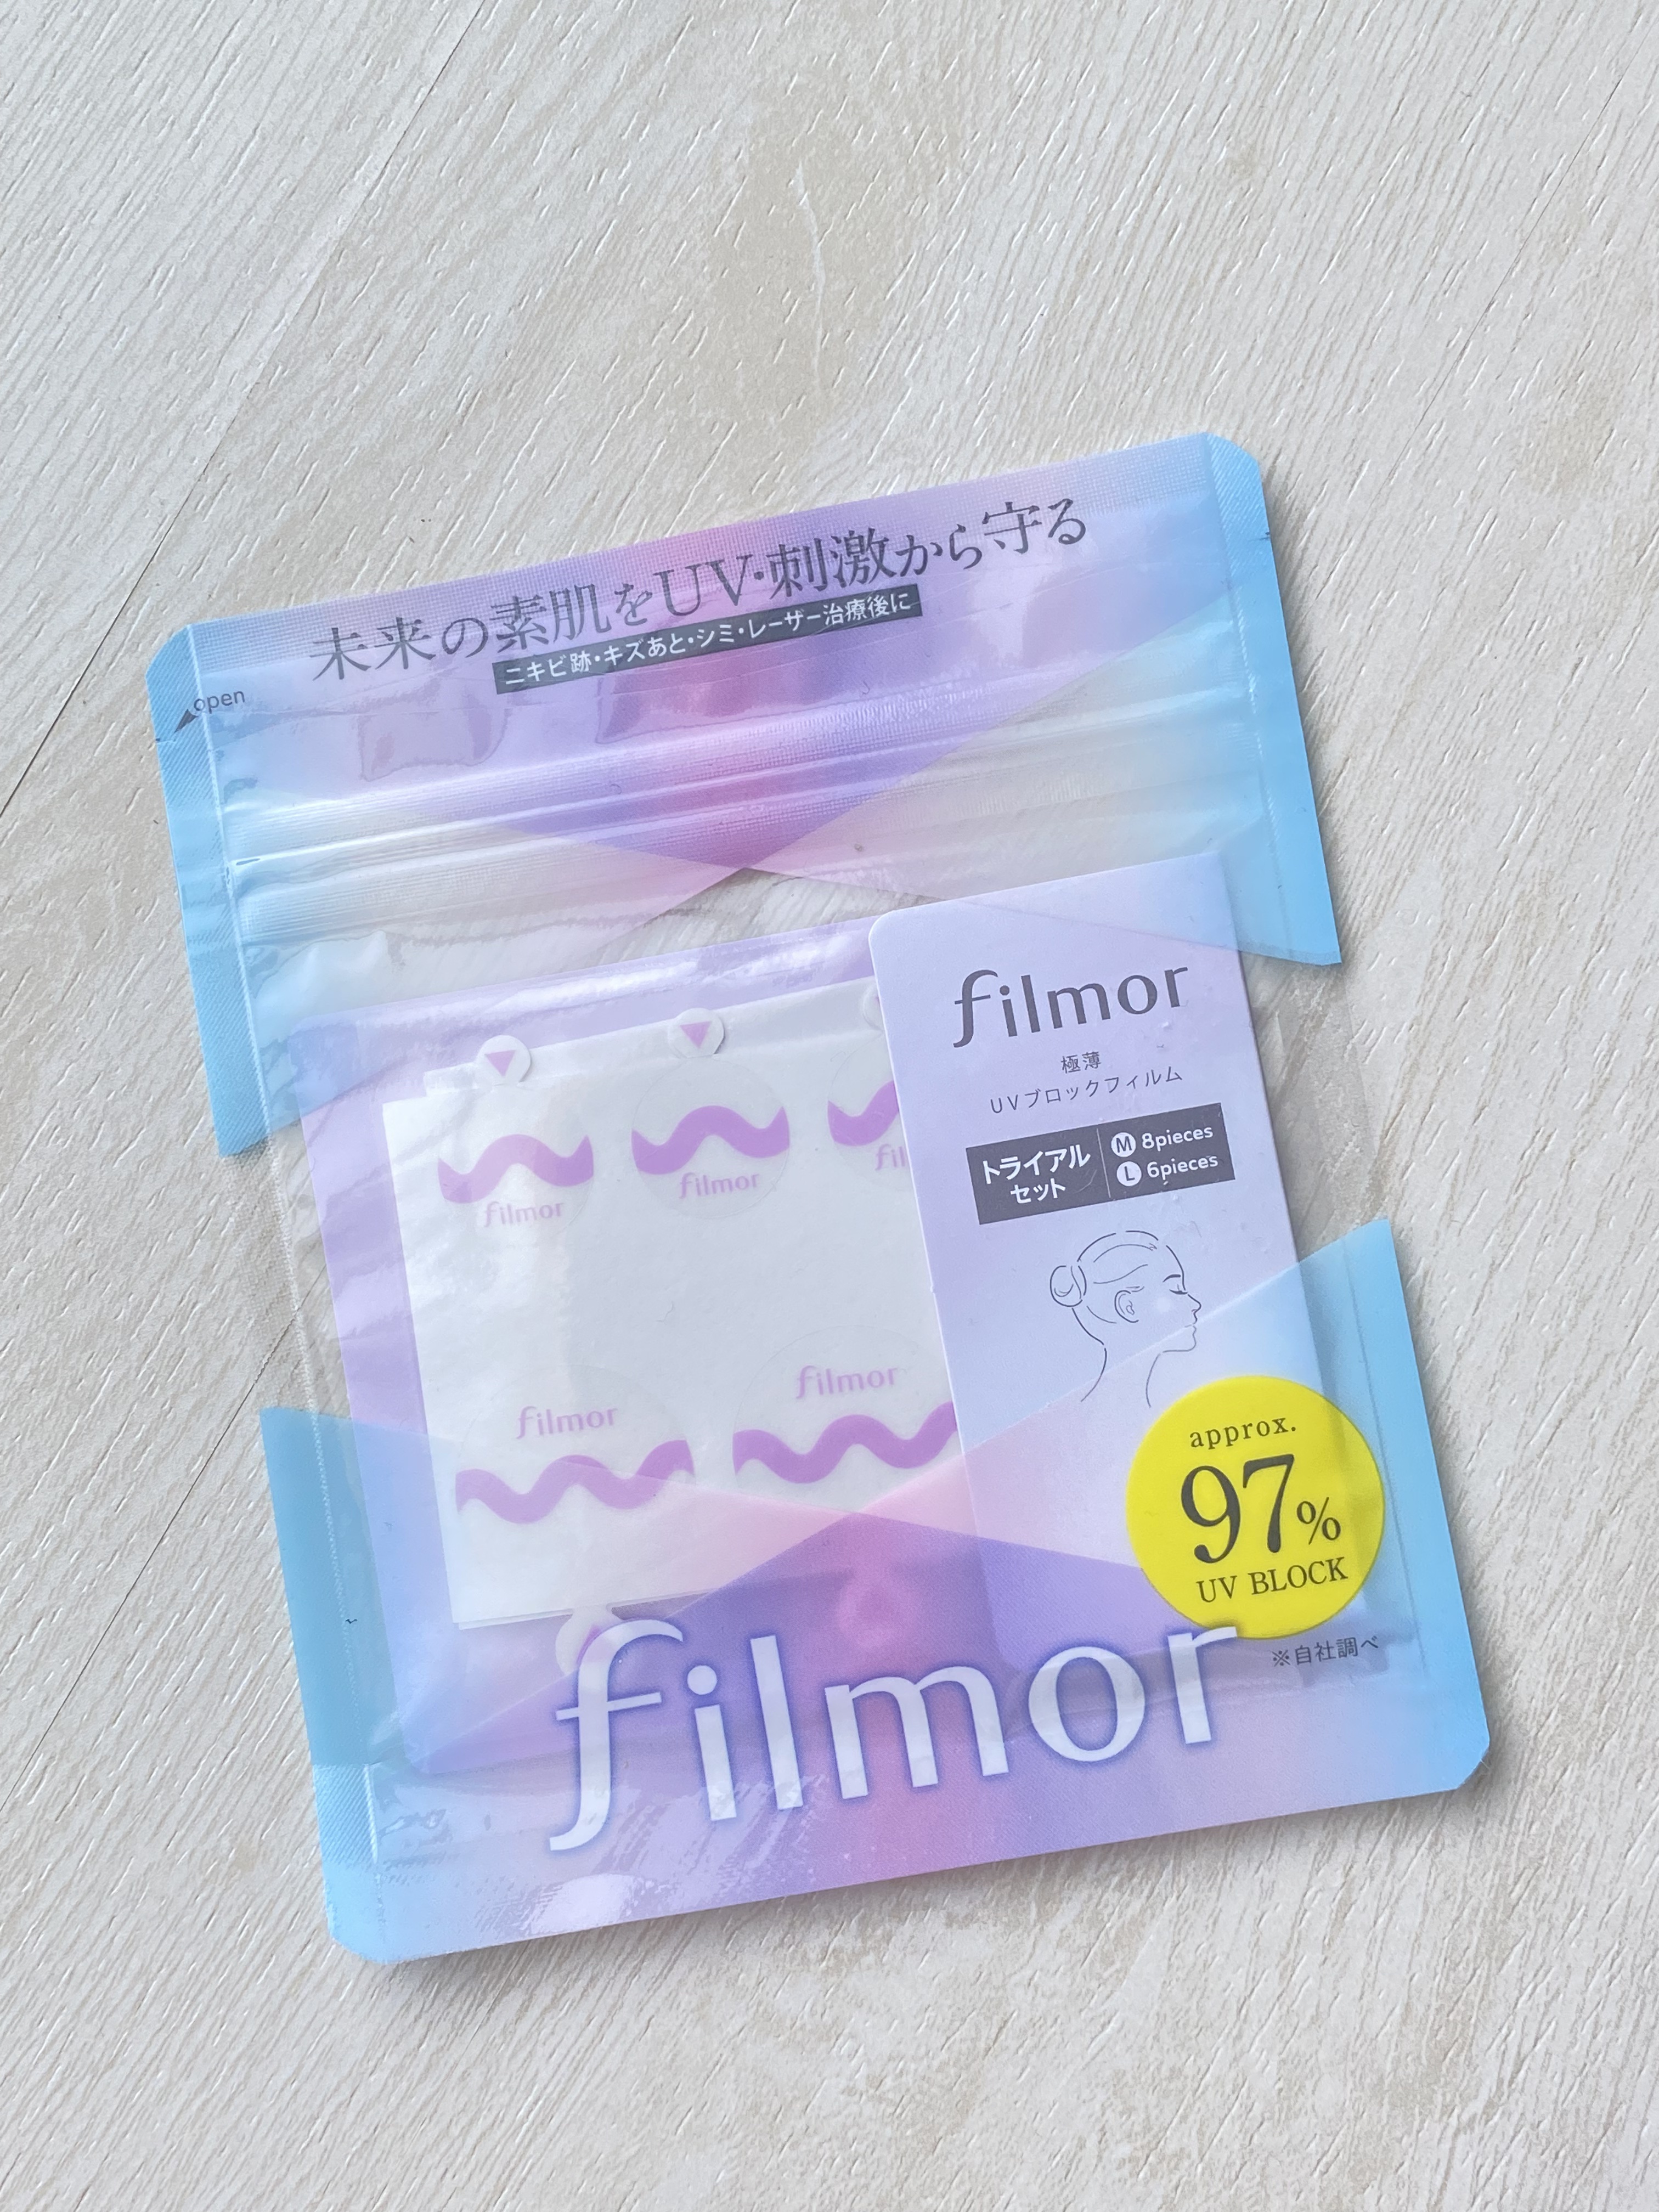 未来の素肌をUV・刺激から守る
ニキビ跡・キズあと・シミ・レーザー治療後に
open
filmor
極薄
UVブロックフィルム
トライアルセット
M 8pieces
L 6pieces
filmor
filmor
fil
filmor
filmor
approx.
97%
UV BLOCK
※自社調べ
filmor